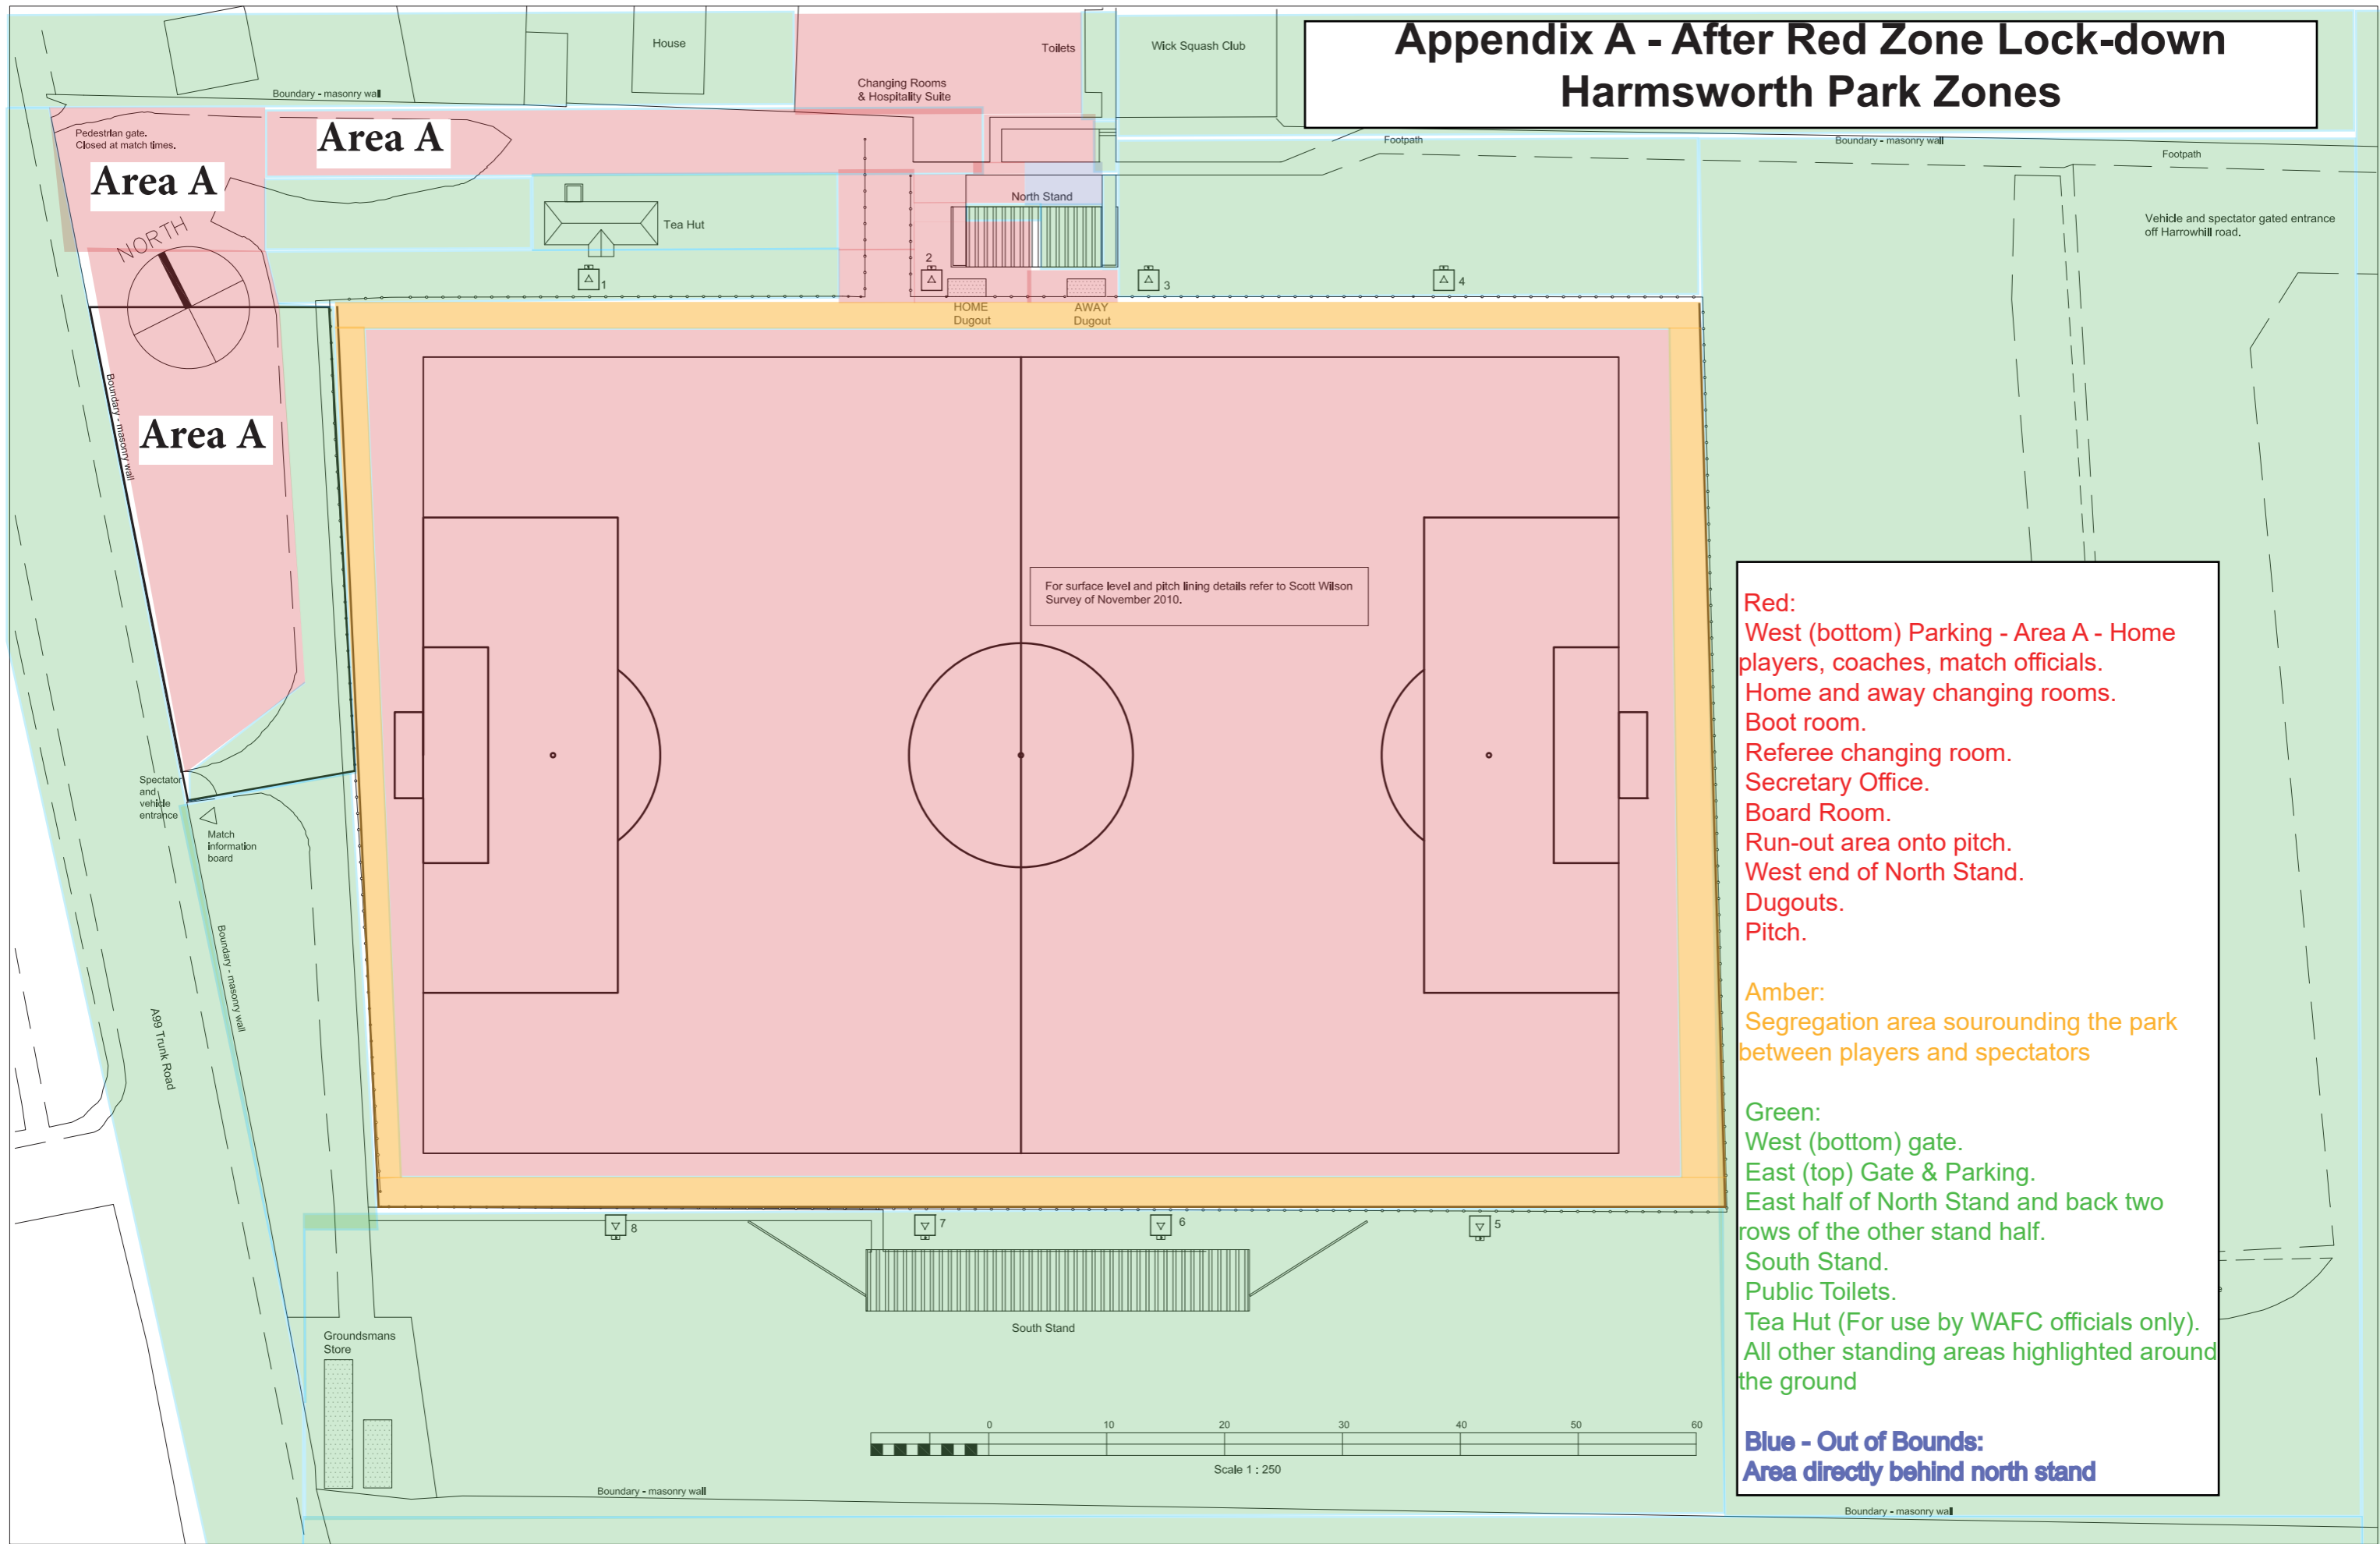 Appendix A - After Red Zone Lock-down
Harmsworth Park Zones
House
Toilets
Wick Squash Club
Changing Rooms
& Hospitality Suite
Boundary - masonry wall
Pedestrian gate.
Closed at match times.
Area A
Area A
Footpath
Boundary - masonry wall
Footpath
North Stand
Tea Hut
Vehicle and spectator gated entrance
off Harrowhill road.
NORTH
1
2
3
4
HOME
Dugout
AWAY
Dugout
Boundary - masonry wall
Area A
For surface level and pitch lining details refer to Scott Wilson
Survey of November 2010.
Spectator
and
vehicle
entrance
Match
information
board
Boundary - masonry wall
A99 Trunk Road
Red:
West (bottom) Parking - Area A - Home
players, coaches, match officials.
Home and away changing rooms.
Boot room.
Referee changing room.
Secretary Office.
Board Room.
Run-out area onto pitch.
West end of North Stand.
Dugouts.
Pitch.
Amber:
Segregation area sourounding the park
between players and spectators
Green:
West (bottom) gate.
East (top) Gate & Parking.
East half of North Stand and back two
rows of the other stand half.
South Stand.
Public Toilets.
Tea Hut (For use by WAFC officials only).
All other standing areas highlighted around
the ground
Blue - Out of Bounds:
Area directly behind north stand
8
7
6
5
South Stand
Groundsmans
Store
0 10 20 30 40 50 60
Scale 1 : 250
Boundary - masonry wall
Boundary - masonry wall